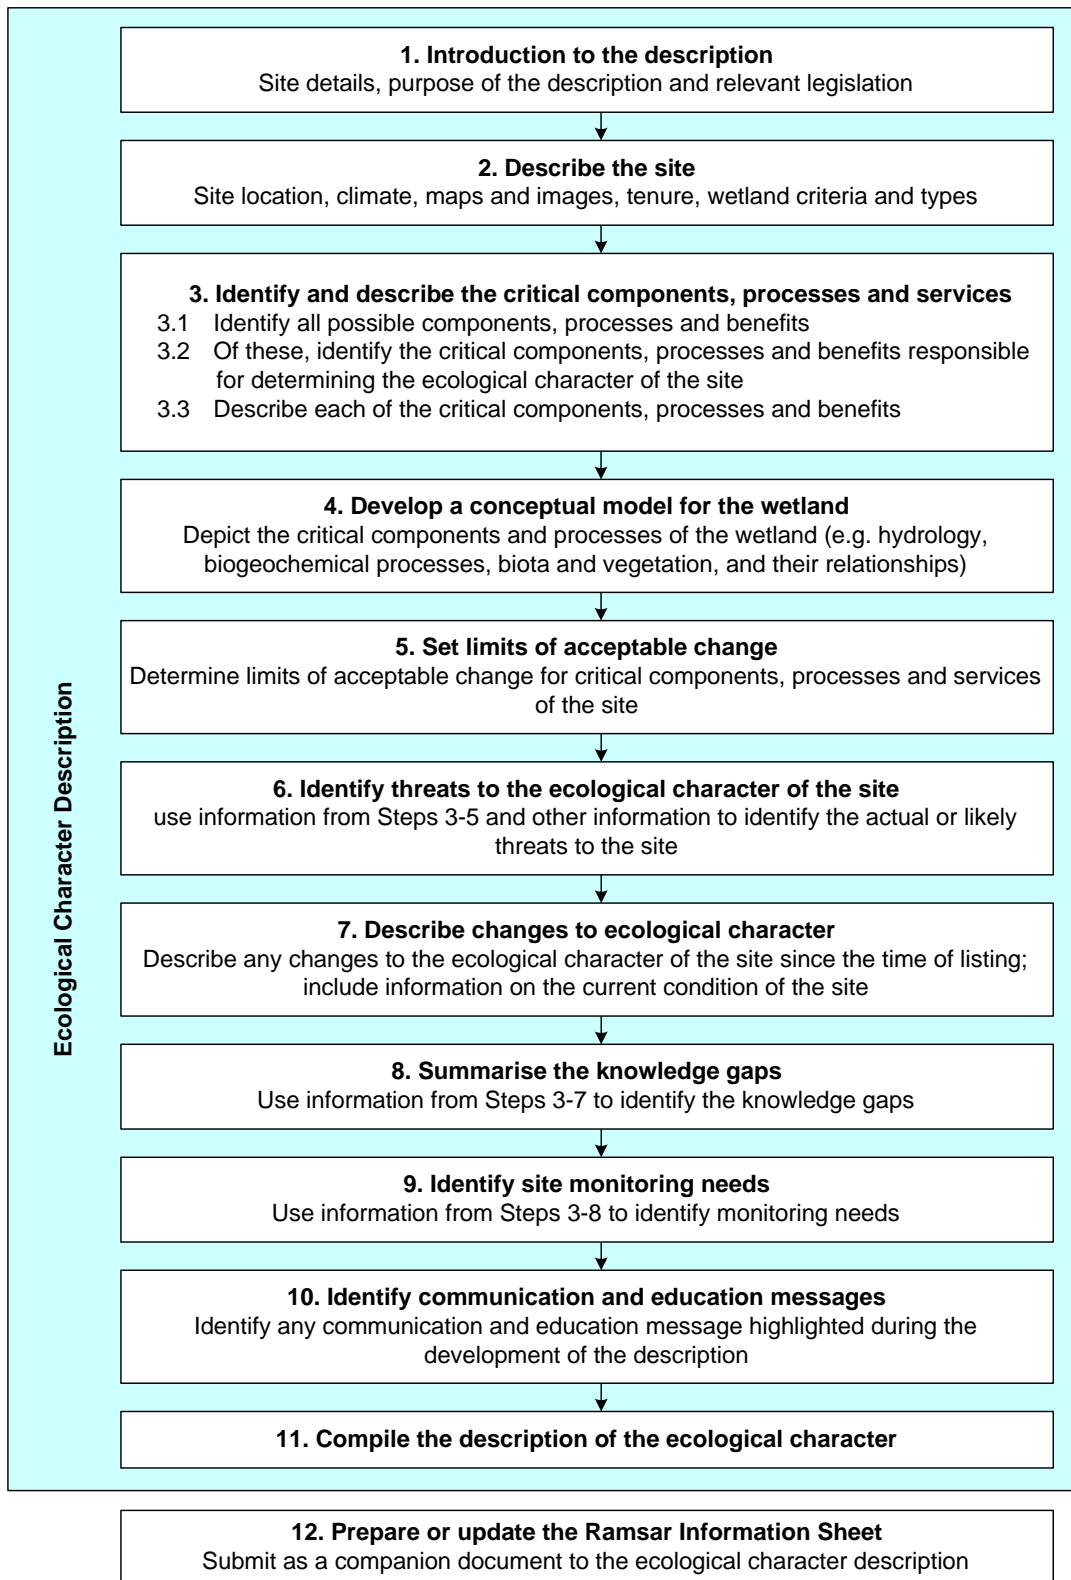 1. Introduction to the description
Site details, purpose of the description and relevant legislation
2. Describe the site
Site location, climate, maps and images, tenure, wetland criteria and types
3. Identify and describe the critical components, processes and services
3.1 Identify all possible components, processes and benefits
3.2 Of these, identify the critical components, processes and benefits responsible
for determining the ecological character of the site
3.3 Describe each of the critical components, processes and benefits
4. Develop a conceptual model for the wetland
Depict the critical components and processes of the wetland (e.g. hydrology,
biogeochemical processes, biota and vegetation, and their relationships)
5. Set limits of acceptable change
Determine limits of acceptable change for critical components, processes and services
of the site
6. Identify threats to the ecological character of the site
use information from Steps 3-5 and other information to identify the actual or likely
threats to the site
7. Describe changes to ecological character
Describe any changes to the ecological character of the site since the time of listing;
include information on the current condition of the site
8. Summarise the knowledge gaps
Use information from Steps 3-7 to identify the knowledge gaps
9. Identify site monitoring needs
Use information from Steps 3-8 to identify monitoring needs
10. Identify communication and education messages
Identify any communication and education message highlighted during the
development of the description
11. Compile the description of the ecological character
Ecological Character Description
12. Prepare or update the Ramsar Information Sheet
Submit as a companion document to the ecological character description